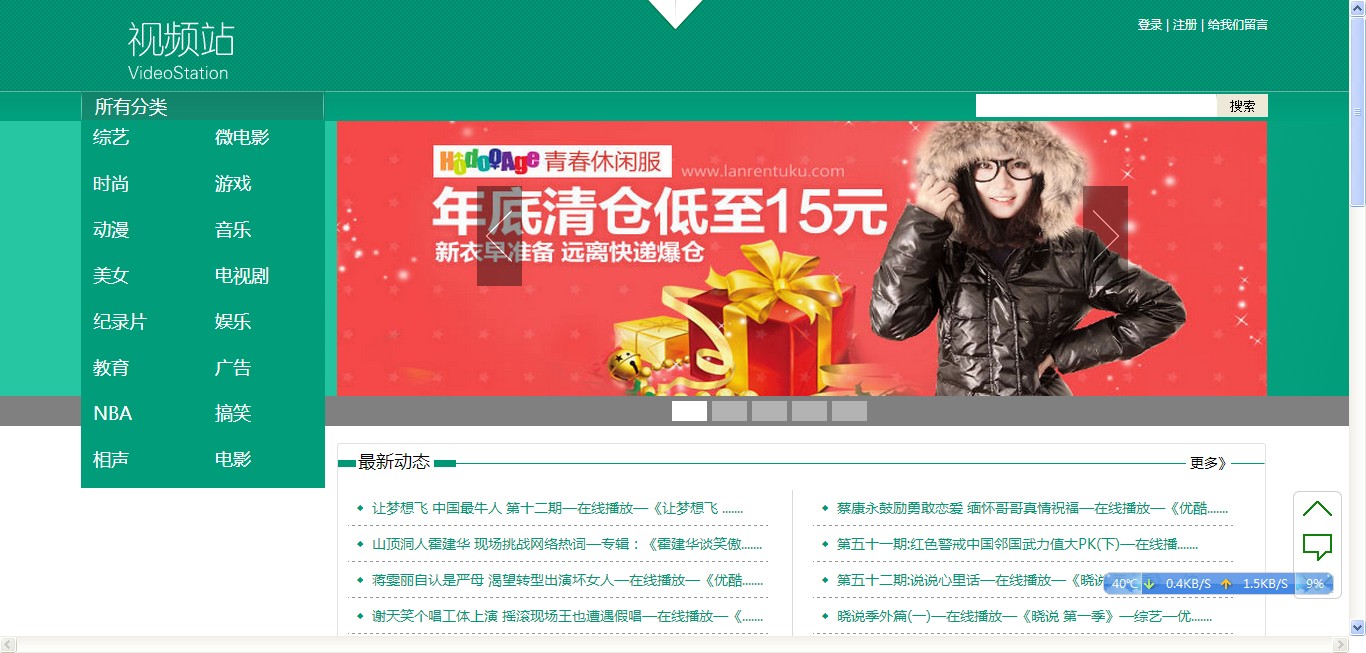 视频站
VideoStation
登录 | 注册 | 给我们留言
所有分类
搜索
综艺 微电影
时尚 游戏
动漫 音乐
美女 电视剧
纪录片 娱乐
教育 广告
NBA 搞笑
相声 电影
HodooAge 青春休闲服 www.lanrentuku.com
年底清仓低至15元
新衣早准备 远离快递爆仓
最新动态
更多》
让梦想飞 中国最牛人 第十二期—在线播放—《让梦想飞 .......
山顶洞人霍建华 现场挑战网络热词—专辑：《霍建华谈笑傲.......
蒋雯丽自认是严母 渴望转型出演坏女人—在线播放—《优酷.......
谢天笑个唱工体上演 摇滚现场王也遭遇假唱—在线播放—《.......
蔡康永鼓励勇敢恋爱 缅怀哥哥真情祝福—在线播放—《优酷.......
第五十一期:红色警戒中国邻国武力值大PK(下)—在线播.......
第五十二期:说说心里话—在线播放—《晓说
晓说季外篇(一)—在线播放—《晓说 第一季》—综艺—优.......
40℃ 0.4KB/S 1.5KB/S 9%